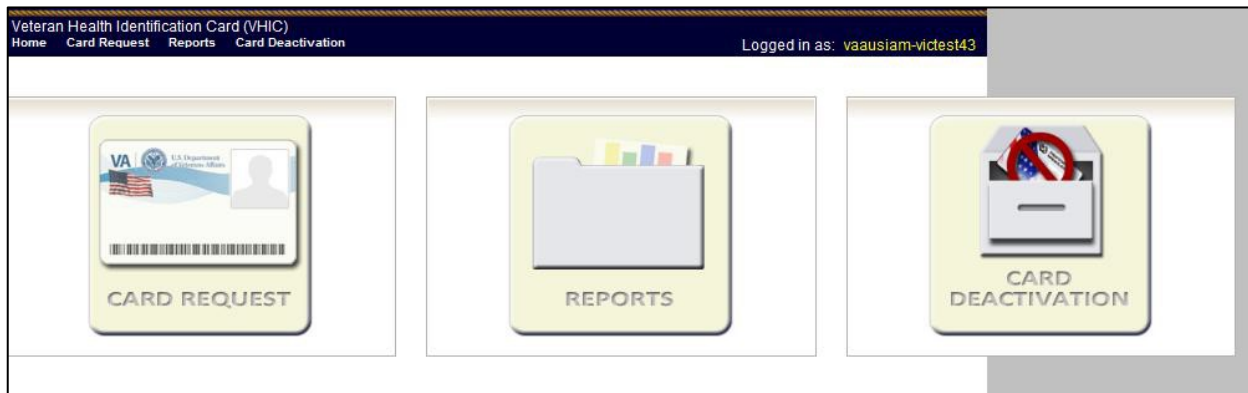 Veteran Health Identification Card (VHIC)
Home Card Request Reports Card Deactivation
Logged in as: vaausiam-victest43
VA
U.S. Department
of Veterans Affairs
CARD REQUEST
REPORTS
CARD
DEACTIVATION